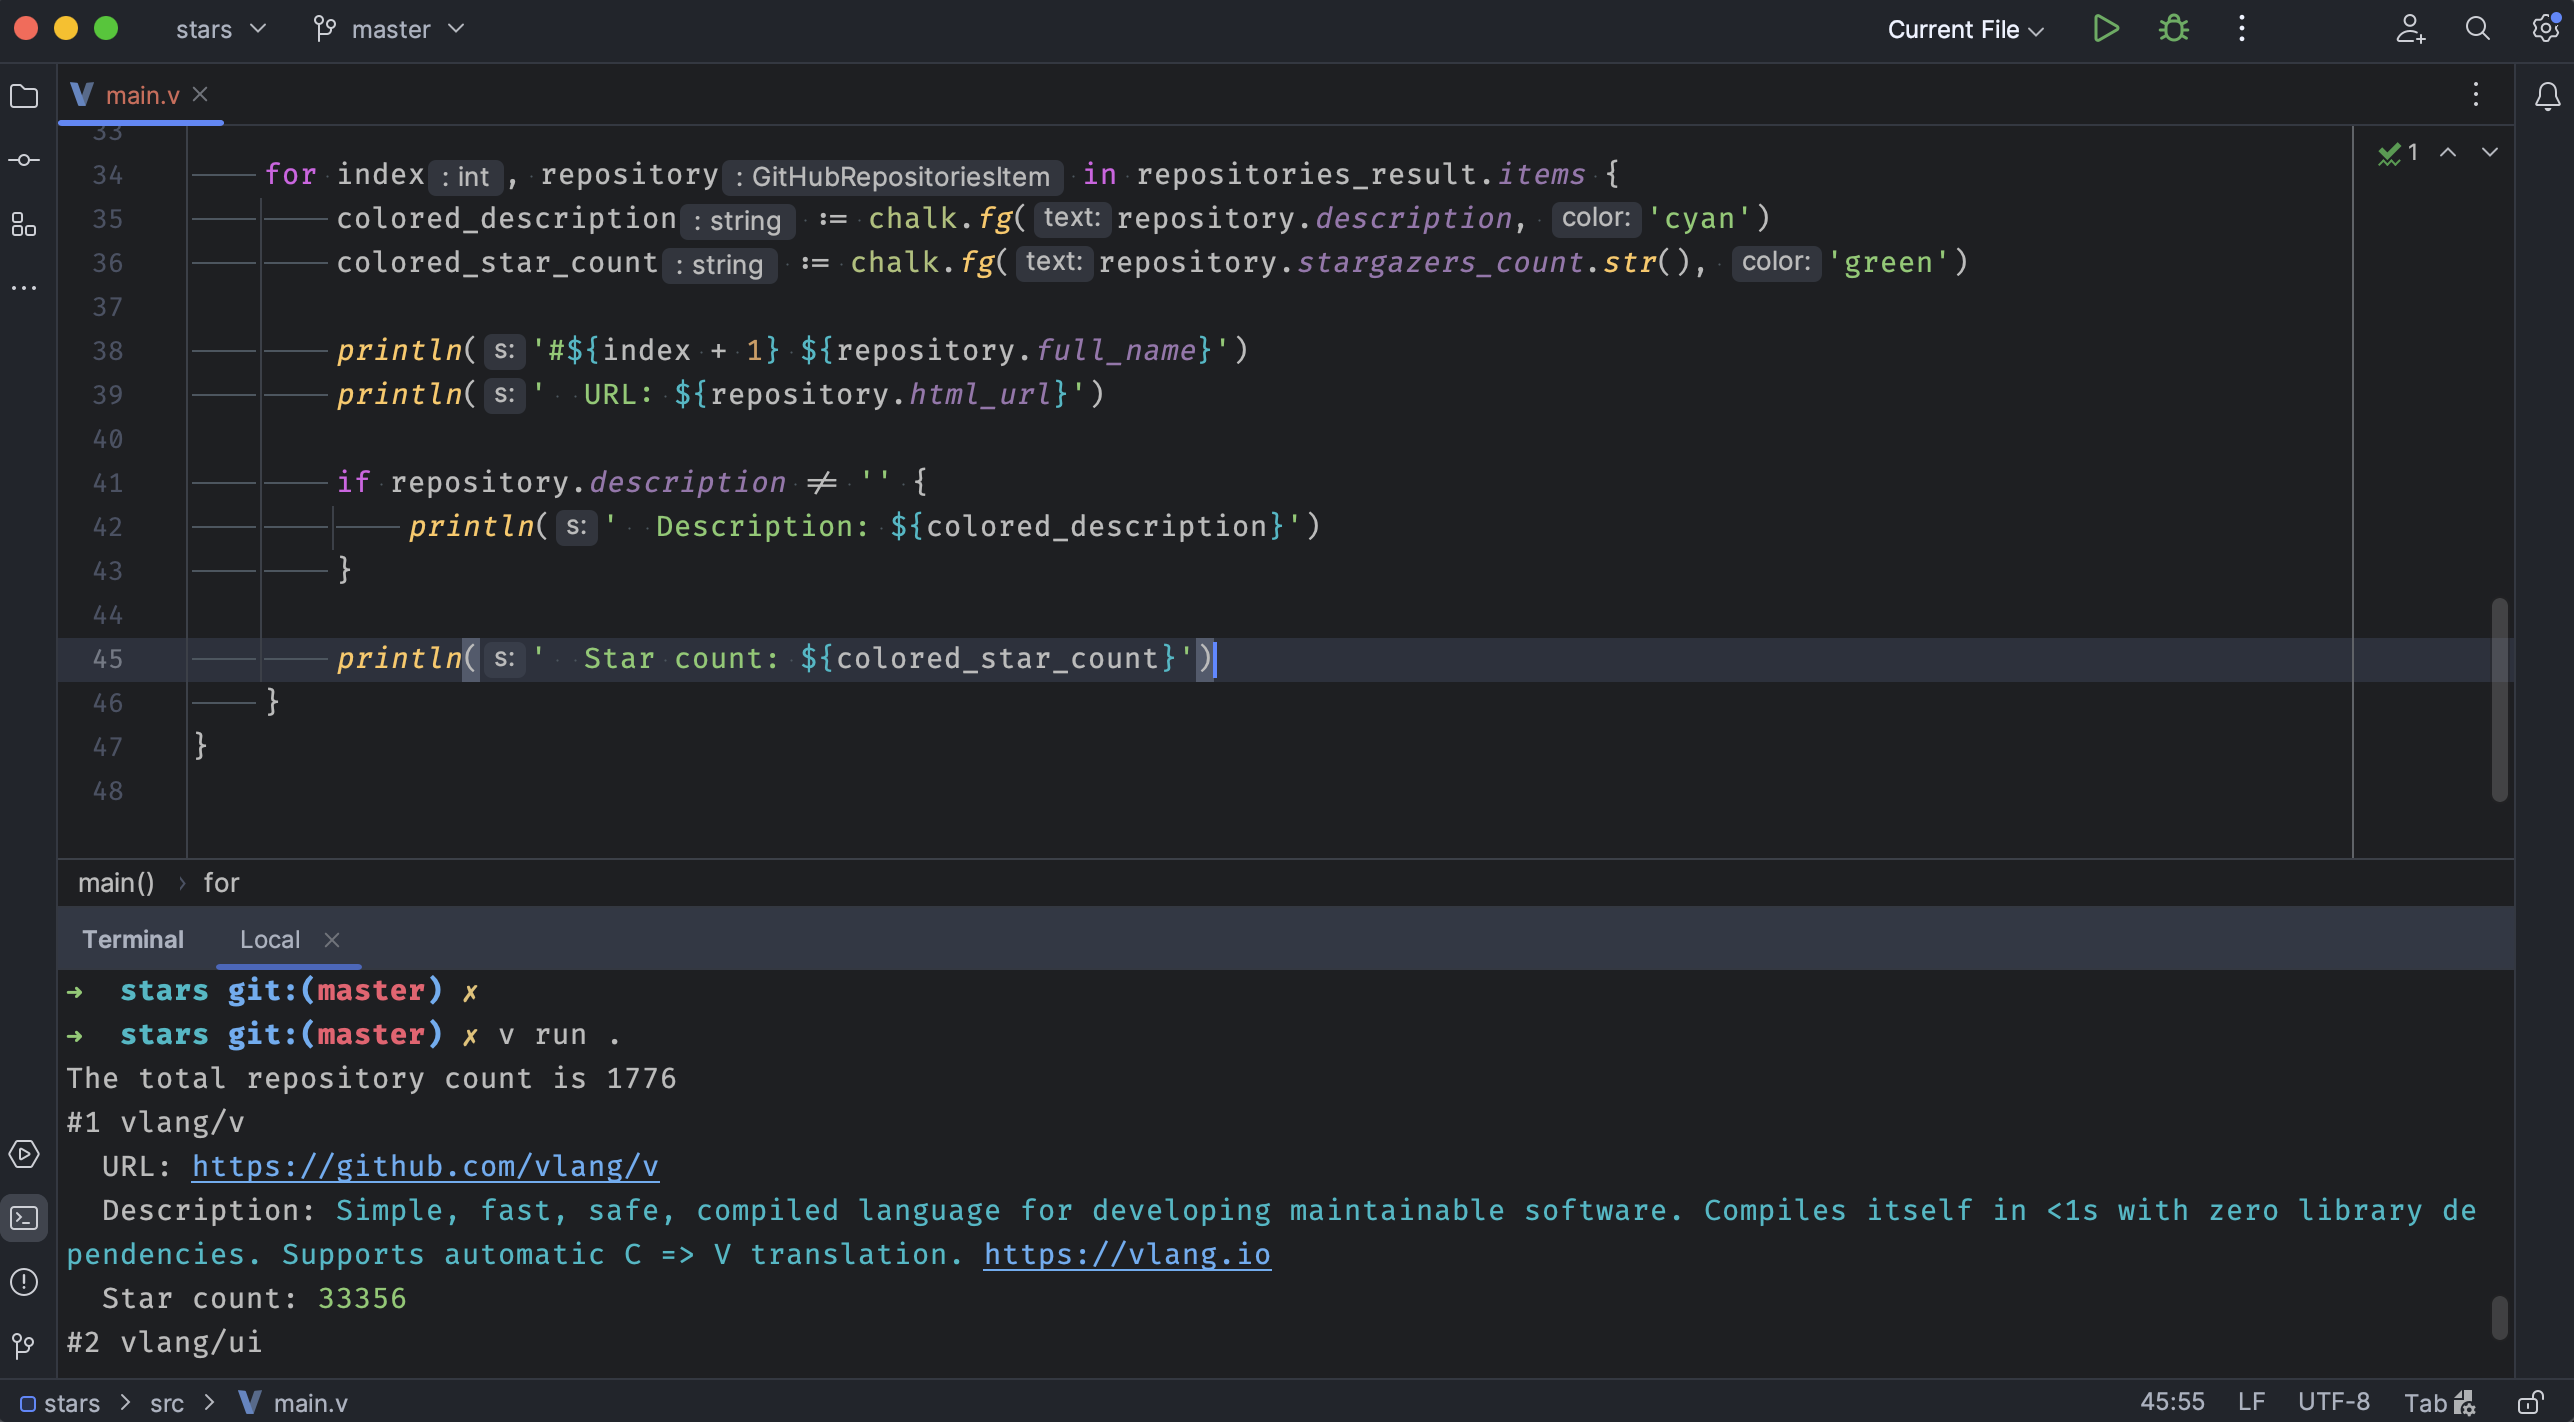 stars master Current File
main.v
33
34 for index : int , repository : GitHubRepositoriesItem in repositories_result.items { 1
35 colored_description : string := chalk.fg( text: repository.description, color: 'cyan')
36 colored_star_count : string := chalk.fg( text: repository.stargazers_count.str(), color: 'green')
37
38 println( s: '#${index + 1} ${repository.full_name}')
39 println( s: '  URL: ${repository.html_url}')
40
41 if repository.description ≠ '' {
42 println( s: '  Description: ${colored_description}')
43 }
44
45 println( s: '  Star count: ${colored_star_count}')
46 }
47 }
48
main() › for
Terminal Local
➜ stars git:(master) ✗
➜ stars git:(master) ✗ v run .
The total repository count is 1776
#1 vlang/v
  URL: https://github.com/vlang/v
  Description: Simple, fast, safe, compiled language for developing maintainable software. Compiles itself in <1s with zero library de
pendencies. Supports automatic C => V translation. https://vlang.io
  Star count: 33356
#2 vlang/ui
stars > src > main.v 45:55 LF UTF-8 Tab